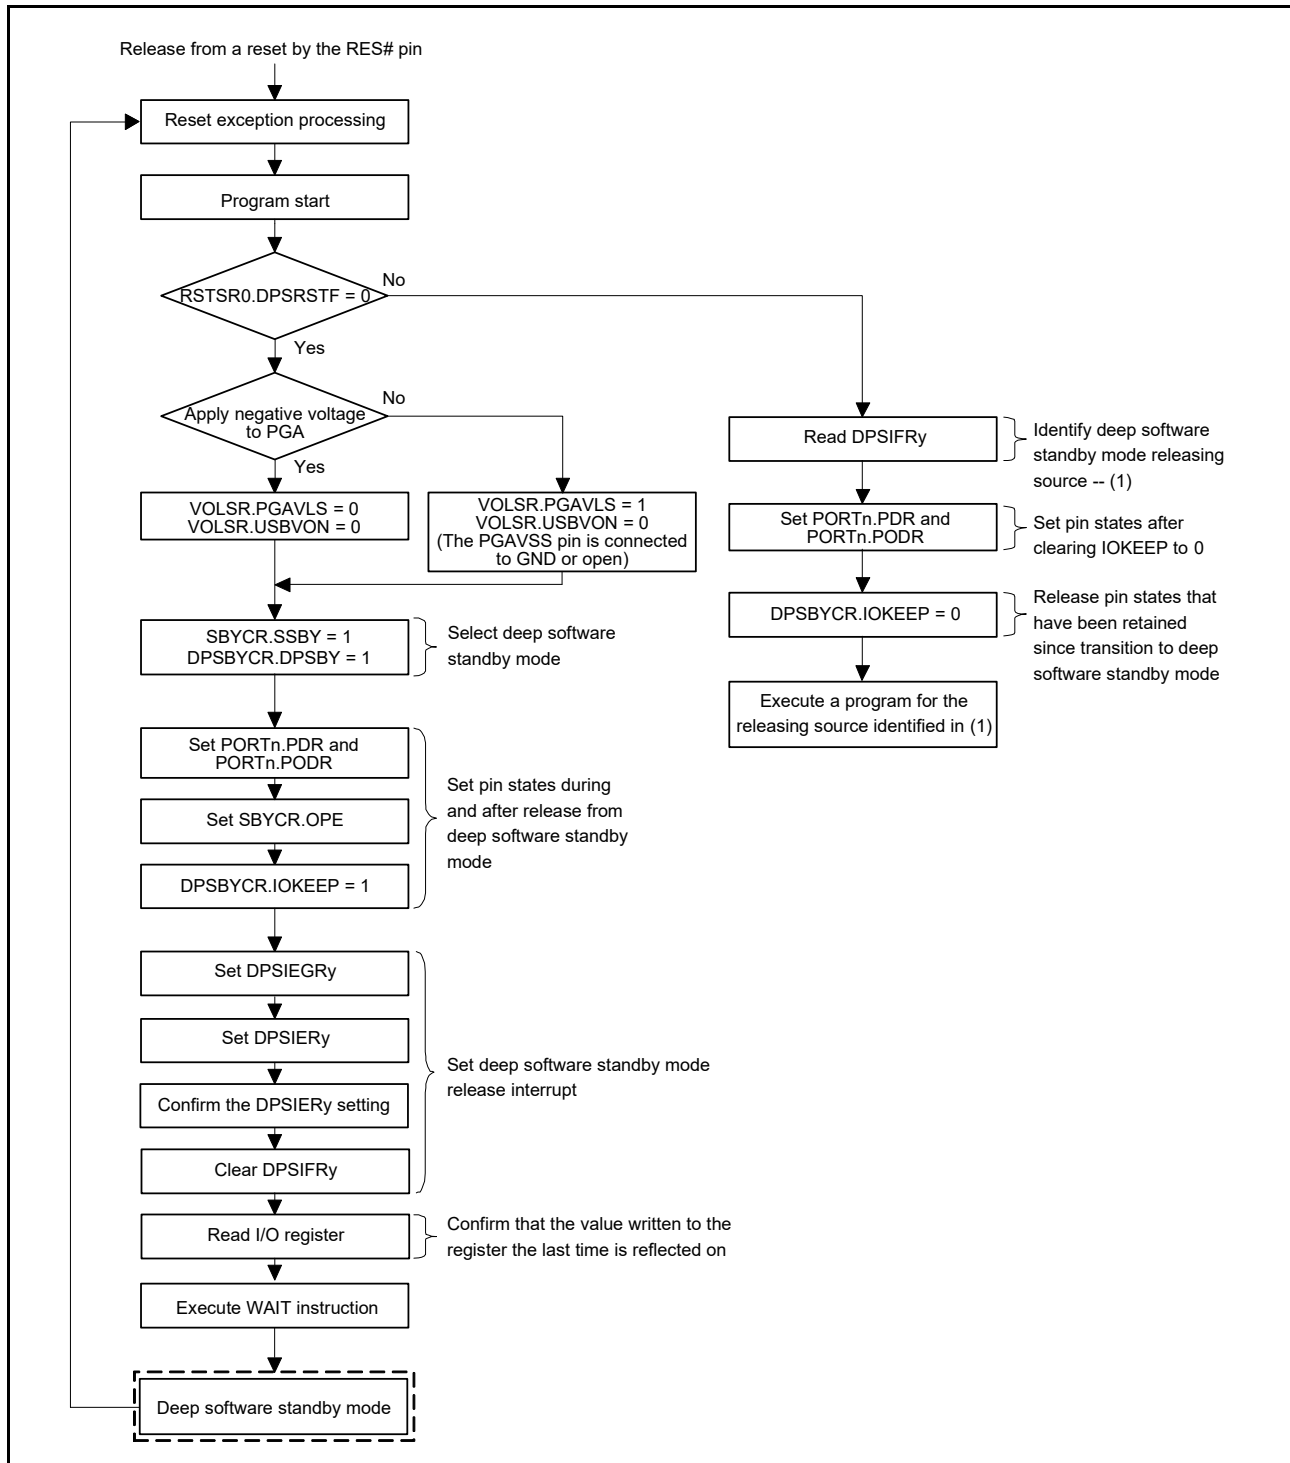 Release from a reset by the RES# pin
Reset exception processing
Program start
RSTSR0.DPSRSTF = 0
No
Yes
Apply negative voltage
to PGA
No
Yes
VOLSR.PGAVLS = 0
VOLSR.USBVON = 0
VOLSR.PGAVLS = 1
VOLSR.USBVON = 0
(The PGAVSS pin is connected
to GND or open)
SBYCR.SSBY = 1
DPSBYCR.DPSBY = 1
Select deep software
standby mode
Set PORTn.PDR and
PORTn.PODR
Set SBYCR.OPE
DPSBYCR.IOKEEP = 1
Set pin states during
and after release from
deep software standby
mode
Set DPSIEGRy
Set DPSIERy
Confirm the DPSIERy setting
Clear DPSIFRy
Set deep software standby mode
release interrupt
Read I/O register
Confirm that the value written to the
register the last time is reflected on
Execute WAIT instruction
Deep software standby mode
Read DPSIFRy
Identify deep software
standby mode releasing
source -- (1)
Set PORTn.PDR and
PORTn.PODR
Set pin states after
clearing IOKEEP to 0
DPSBYCR.IOKEEP = 0
Release pin states that
have been retained
since transition to deep
software standby mode
Execute a program for the
releasing source identified in (1)